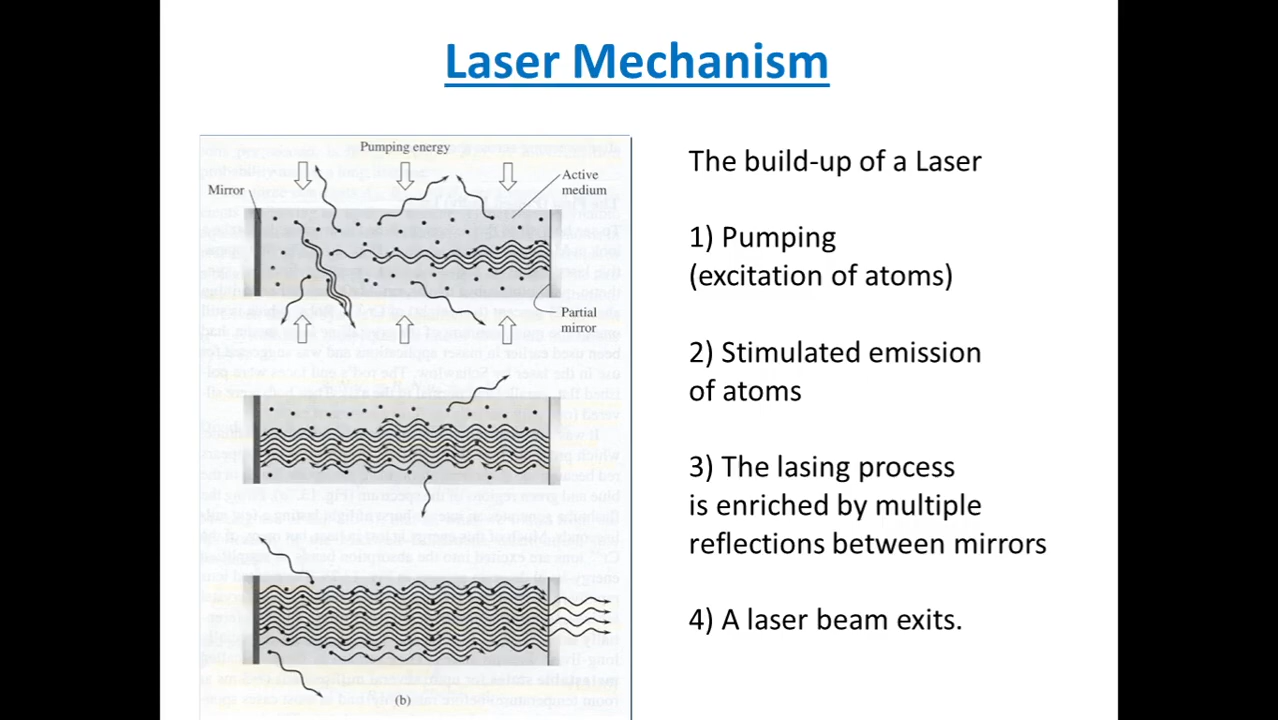 Laser Mechanism
Pumping energy
Mirror
Active
medium
Partial
mirror
(b)
The build-up of a Laser
1) Pumping
(excitation of atoms)
2) Stimulated emission
of atoms
3) The lasing process
is enriched by multiple
reflections between mirrors
4) A laser beam exits.